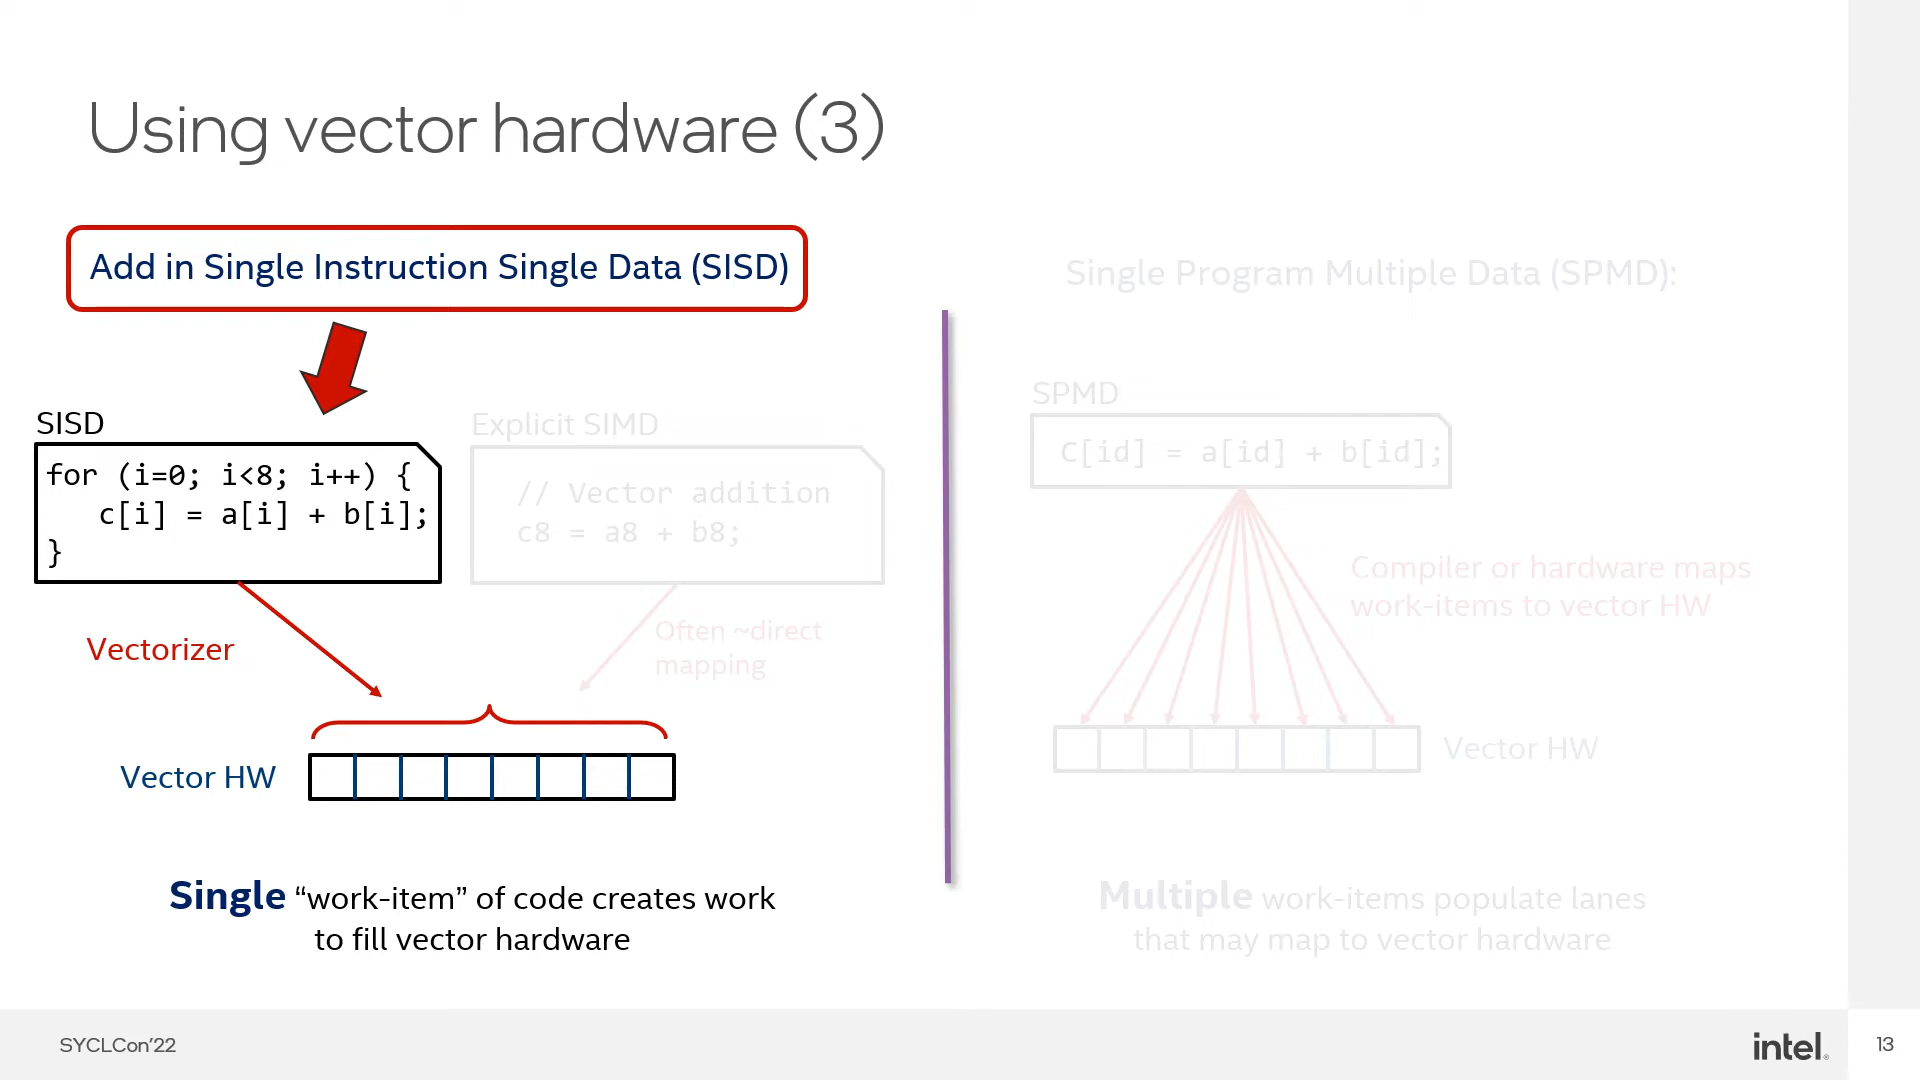 Using vector hardware (3)
Add in Single Instruction Single Data (SISD)
SISD
for (i=0; i<8; i++) {
c[i] = a[i] + b[i];
}
Explicit SIMD
// Vector addition
c8 = a8 + b8;
Vectorizer
Often ~direct
mapping
Vector HW
Single “work-item” of code creates work
to fill vector hardware
Single Program Multiple Data (SPMD):
SPMD
C[id] = a[id] + b[id];
Compiler or hardware maps
work-items to vector HW
Vector HW
Multiple work-items populate lanes
that may map to vector hardware
SYCLCon’22
intel.
13